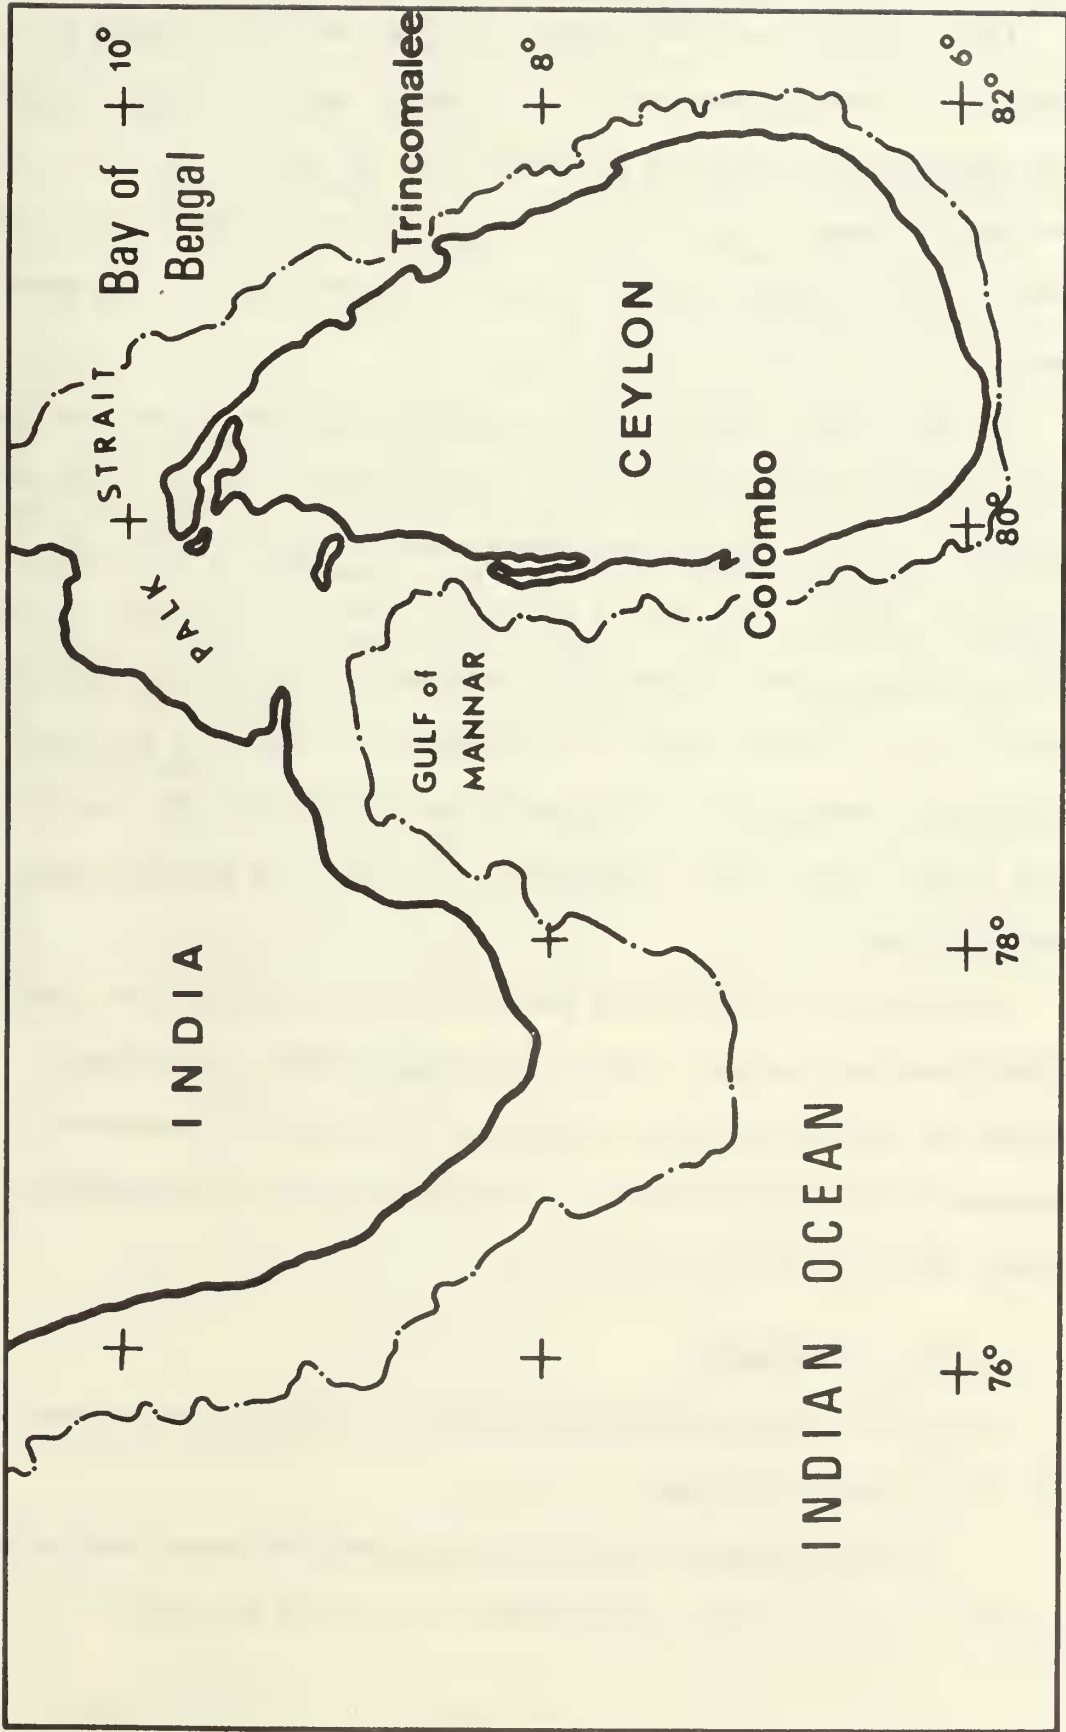 Bay of
Bengal
10°
STRAIT
PALK
Trincomalee
8°
INDIA
GULF of
MANNAR
CEYLON
Colombo
6°
INDIAN OCEAN
76°
78°
80°
82°